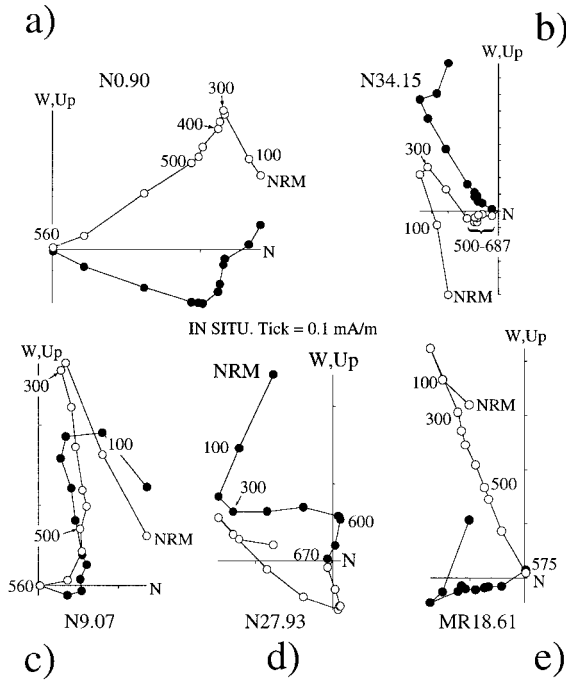 a)
N0.90
W,Up
300
400
500
100
NRM
560
N
b)
N34.15
W,Up
300
100
N
500-687
NRM
IN SITU. Tick = 0.1 mA/m
W,Up
300
100
500
NRM
560
N
N9.07
c)
W,Up
NRM
100
300
600
670
N
N27.93
d)
W,Up
100
NRM
300
500
575
N
MR18.61
e)